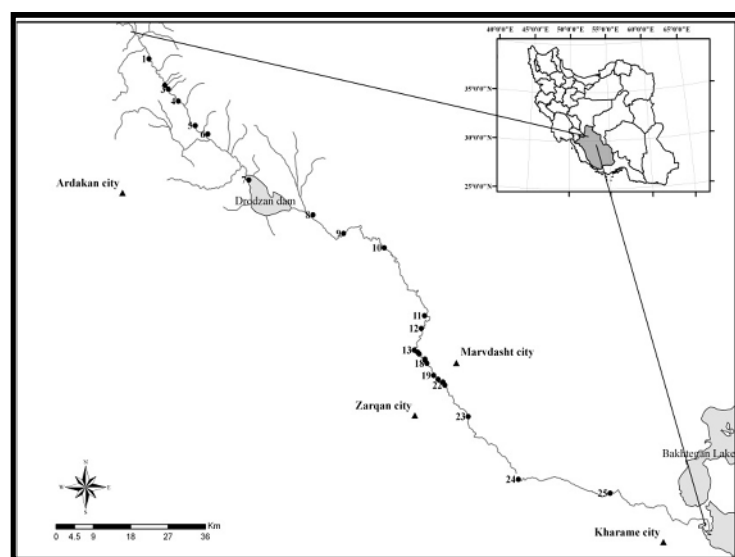 40°0'0"E 45°0'0"E 50°0'0"E 55°0'0"E 60°0'0"E 65°0'0"E
35°0'0"N
30°0'0"N
25°0'0"N
1
3
4
5
6
7
Ardakan city
Drodzan dam
8
9
10
11
12
13
18
Marvdasht city
19
22
Zarqan city
23
Bakhtegan Lake
24
25
Kharame city
N
W E
S
Km
0 4.5 9 18 27 36